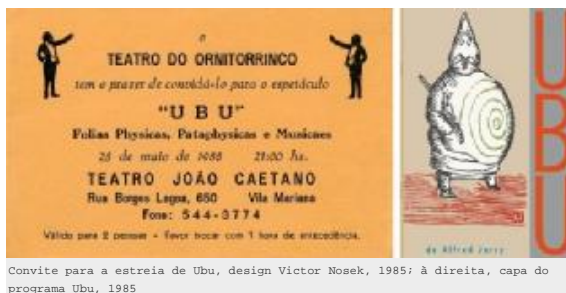 o
TEATRO DO ORNITORRINCO
tem o prazer de convidá-lo para o espetáculo
"UBU"
Folias Physicas, Pataphysicas e Musicaes
de maio de 1985 21:00 hs.
TEATRO JOÃO CAETANO
Rua Borges Lagoa, 650 Vila Mariana
Fone: 544-3774
Válido para 2 pessoas - favor trocar com 1 hora de antecedência.
UBU
de Alfred Jarry
Convite para a estreia de Ubu, design Victor Nosek, 1985; à direita, capa do
programa Ubu, 1985